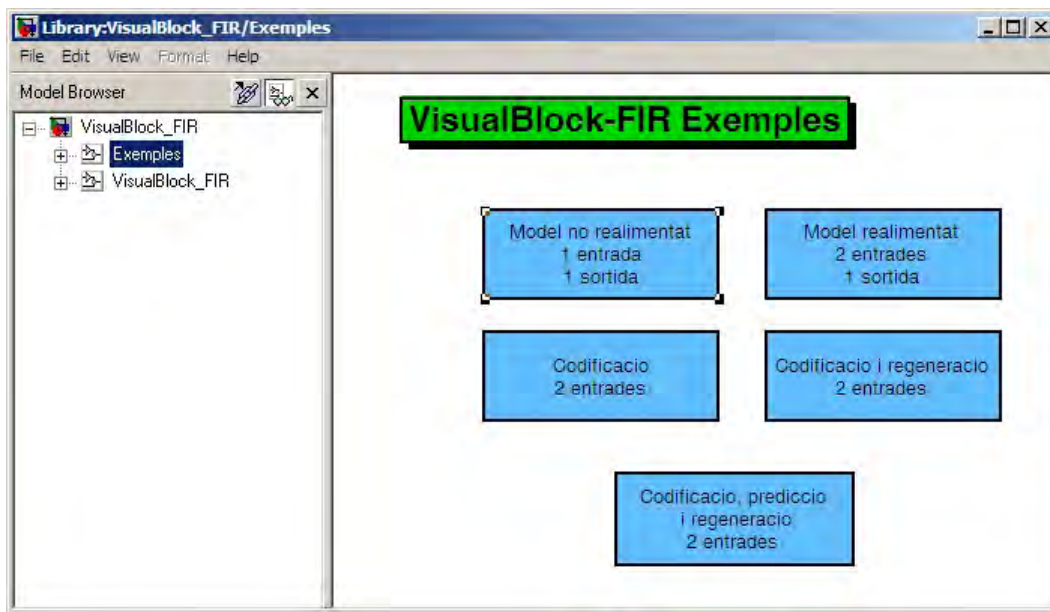 Library:VisualBlock_FIR/Exemples
File Edit View Format Help
Model Browser
VisualBlock_FIR
Exemples
VisualBlock_FIR
VisualBlock-FIR Exemples
Model no realimentat
1 entrada
1 sortida
Model realimentat
2 entrades
1 sortida
Codificacio
2 entrades
Codificacio i regeneracio
2 entrades
Codificacio, prediccio
i regeneracio
2 entrades